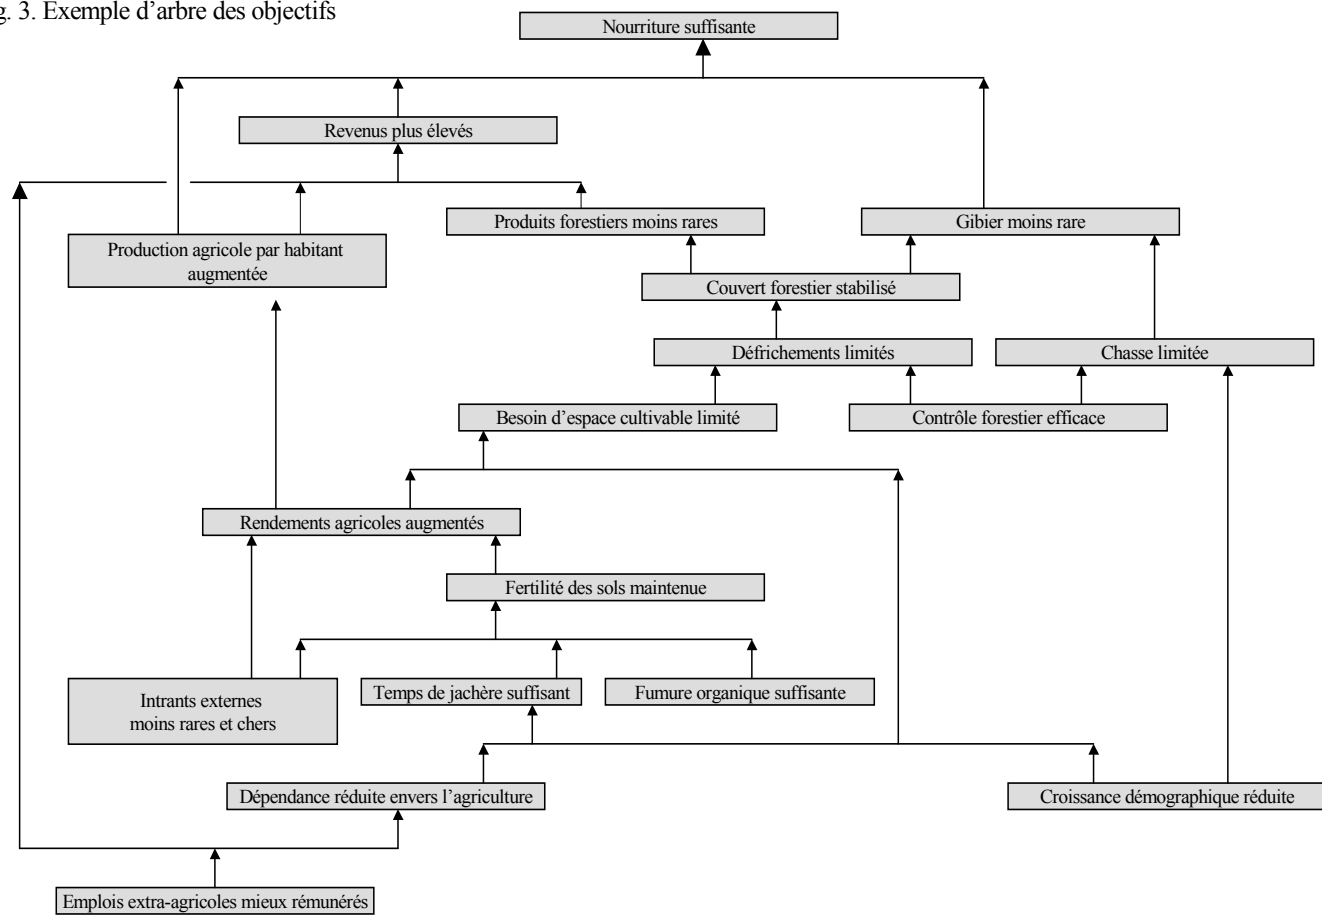 g. 3. Exemple d’arbre des objectifs
Nourriture suffisante
Revenus plus élevés
Produits forestiers moins rares
Gibier moins rare
Production agricole par habitant
augmentée
Couvert forestier stabilisé
Défrichements limités
Chasse limitée
Besoin d’espace cultivable limité
Contrôle forestier efficace
Rendements agricoles augmentés
Fertilité des sols maintenue
Intrants externes
moins rares et chers
Temps de jachère suffisant
Fumure organique suffisante
Dépendance réduite envers l’agriculture
Croissance démographique réduite
Emplois extra-agricoles mieux rémunérés